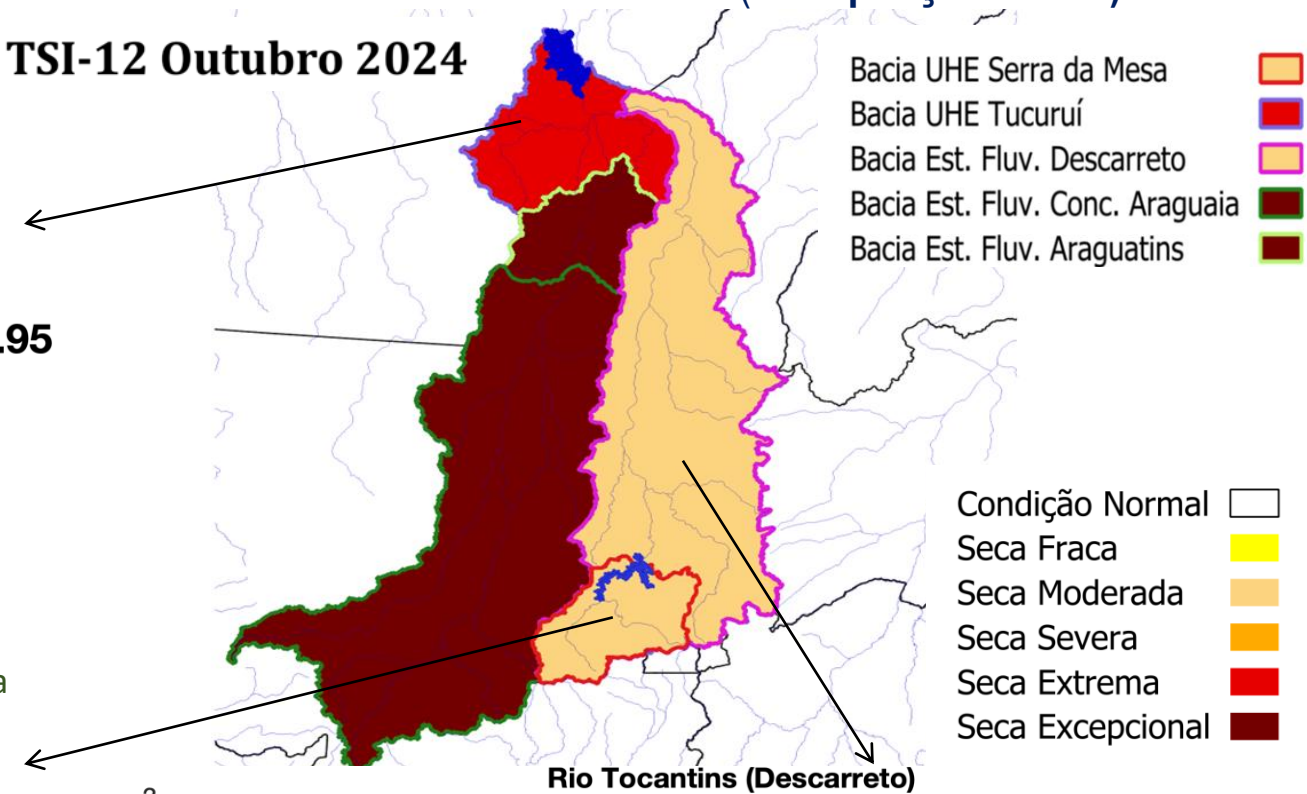 TSI-12 Outubro 2024
Bacia UHE Serra da Mesa
Bacia UHE Tucuruí
Bacia Est. Fluv. Descarreto
Bacia Est. Fluv. Conc. Araguaia
Bacia Est. Fluv. Araguatins
.95
Condição Normal
Seca Fraca
Seca Moderada
Seca Severa
Seca Extrema
Seca Excepcional
a
Rio Tocantins (Descarreto)